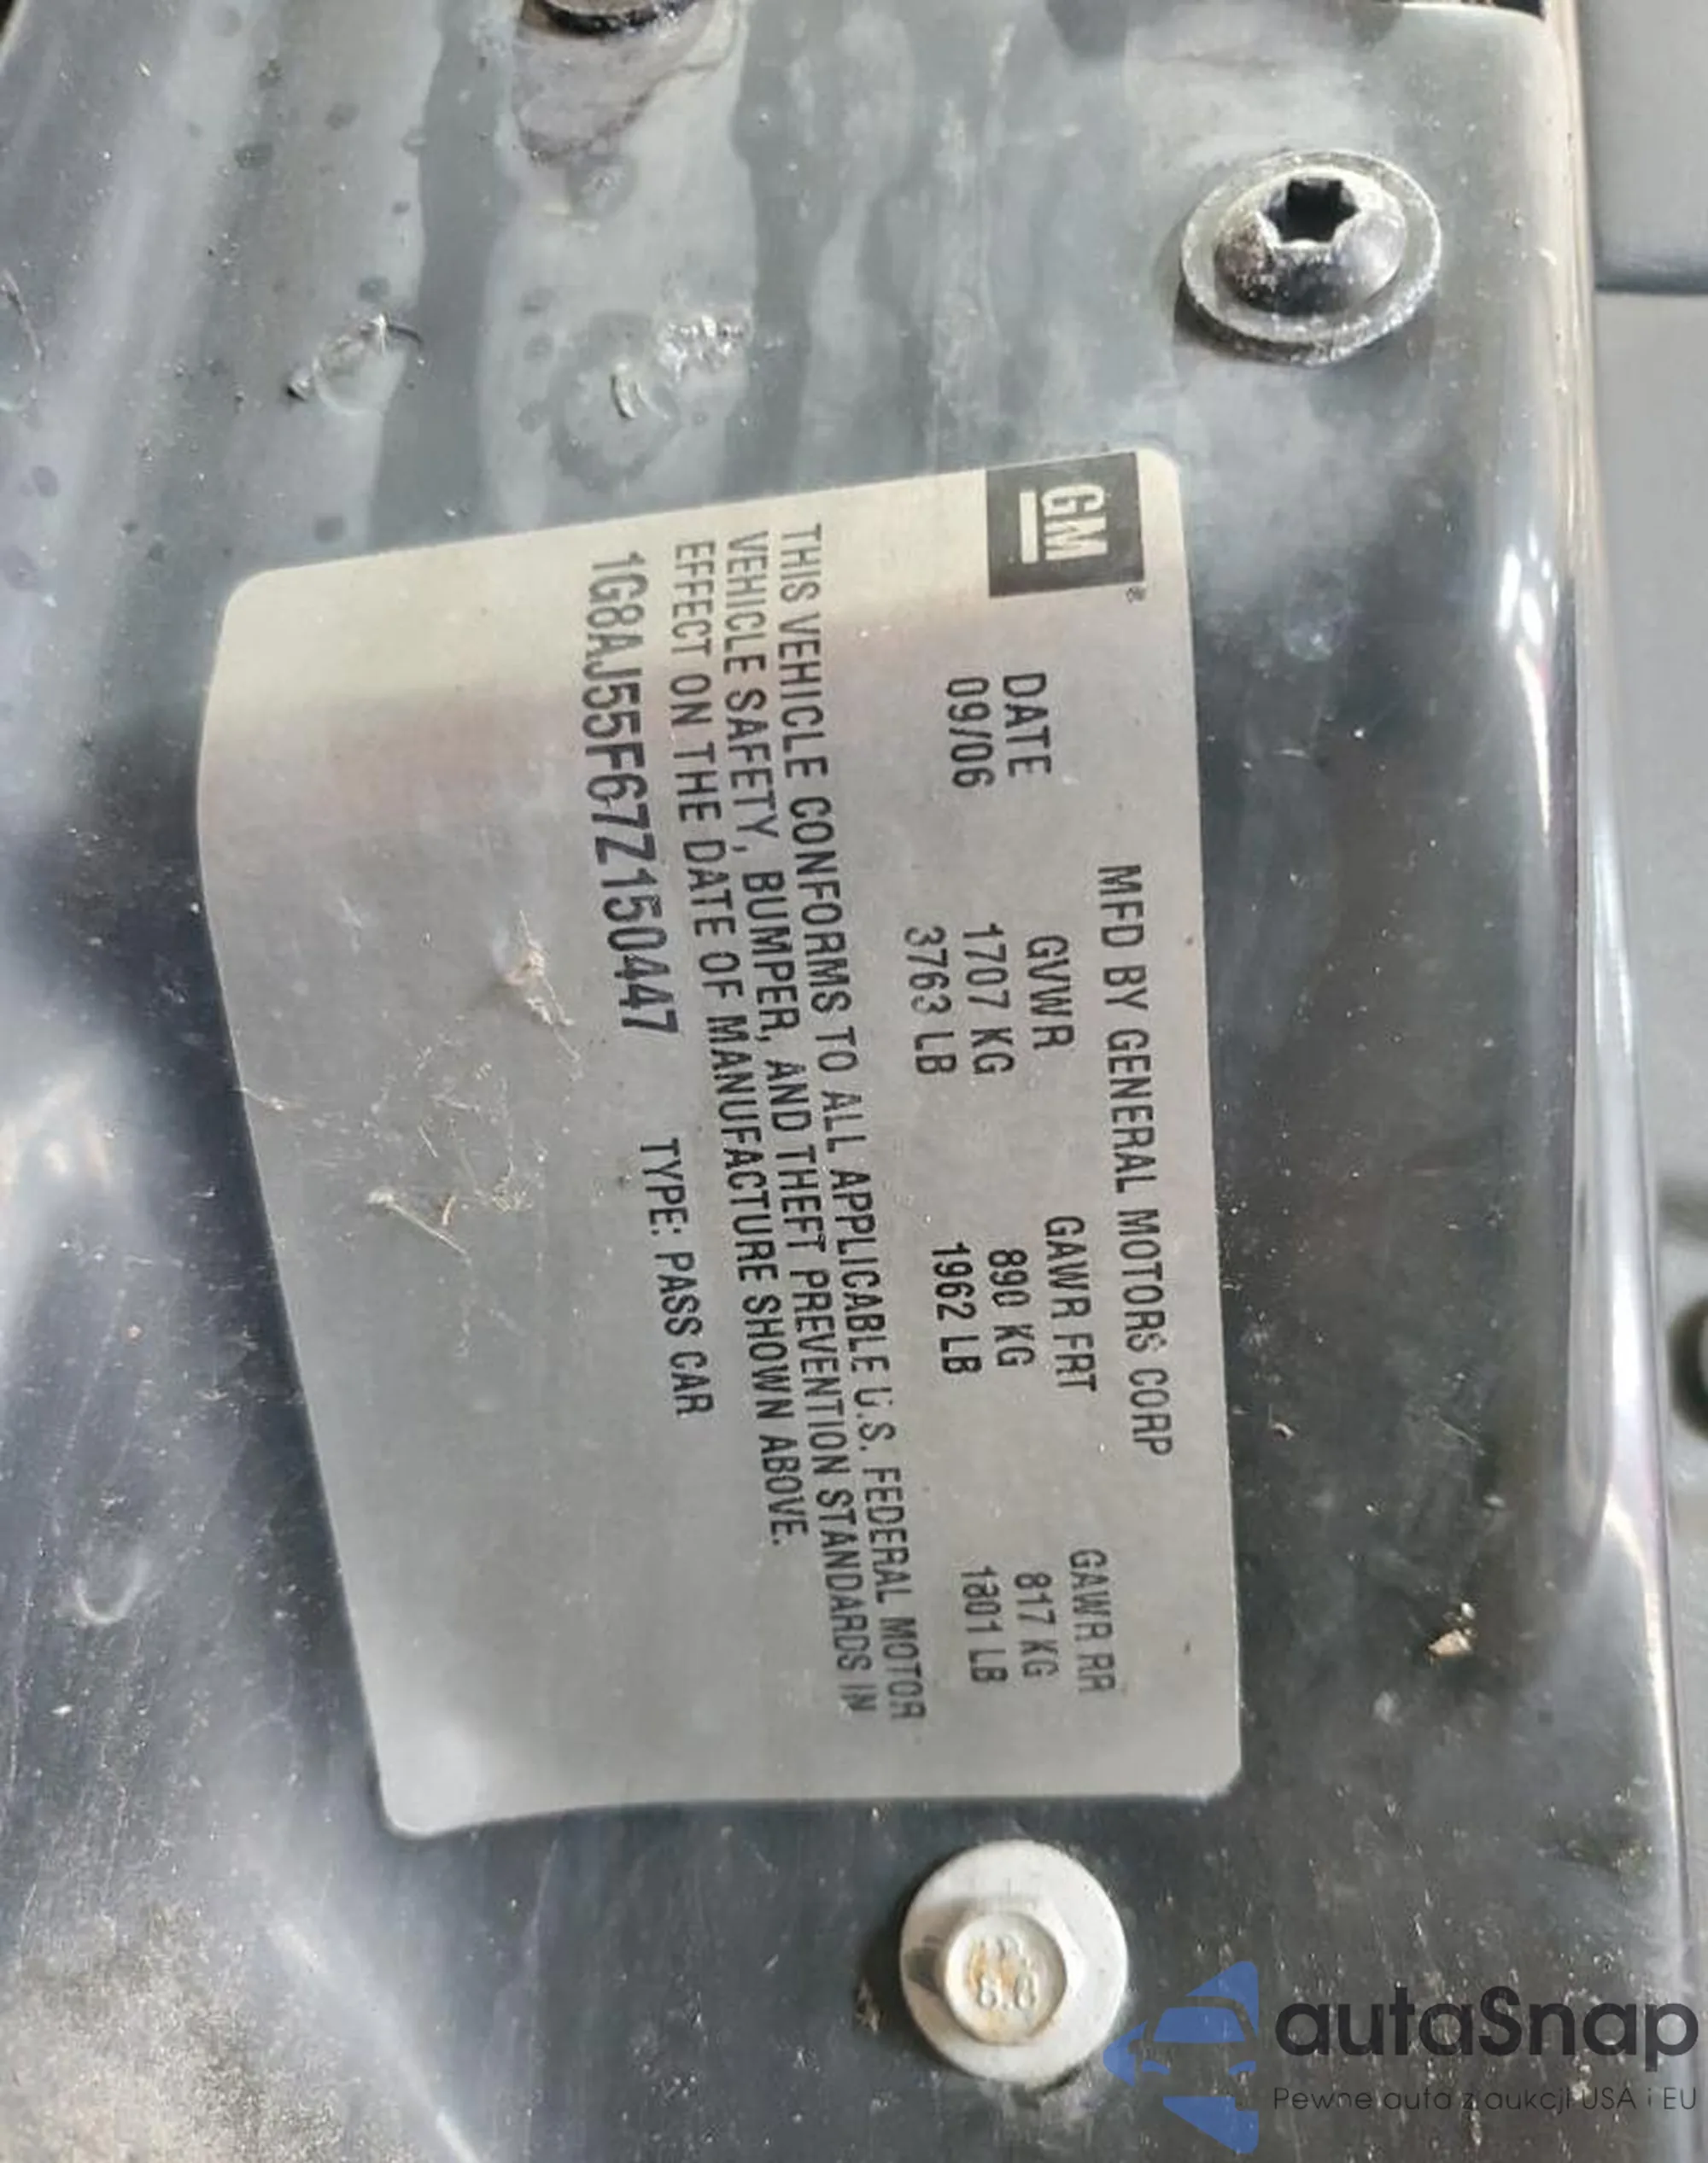 GM®
MFD BY GENERAL MOTORS CORP
DATE GVWR GAWR FRT GAWR RR
09/06 1707 KG 890 KG 817 KG
3763 LB 1962 LB 1801 LB
THIS VEHICLE CONFORMS TO ALL APPLICABLE U.S. FEDERAL MOTOR
VEHICLE SAFETY, BUMPER, AND THEFT PREVENTION STANDARDS IN
EFFECT ON THE DATE OF MANUFACTURE SHOWN ABOVE.
1G8AJ55F67Z150447 TYPE: PASS CAR
8.8
autaSnap
Pewne auta z aukcji USA i EU